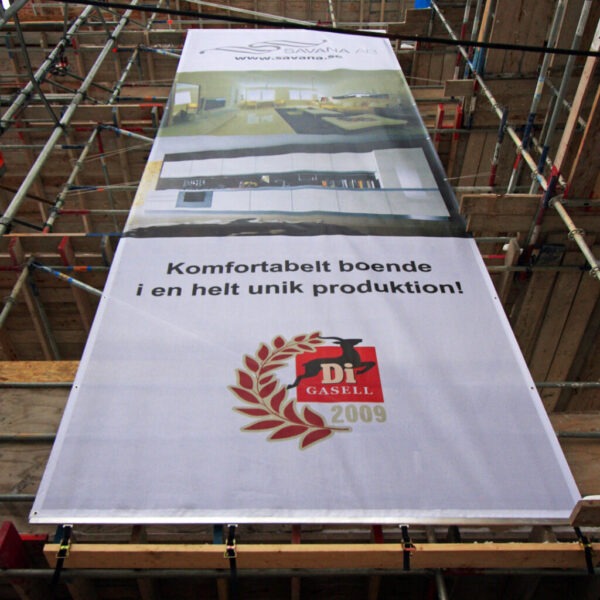 SAVANA AB
www.savana.se
Komfortabelt boende
i en helt unik produktion!
Di
GASELL
2009